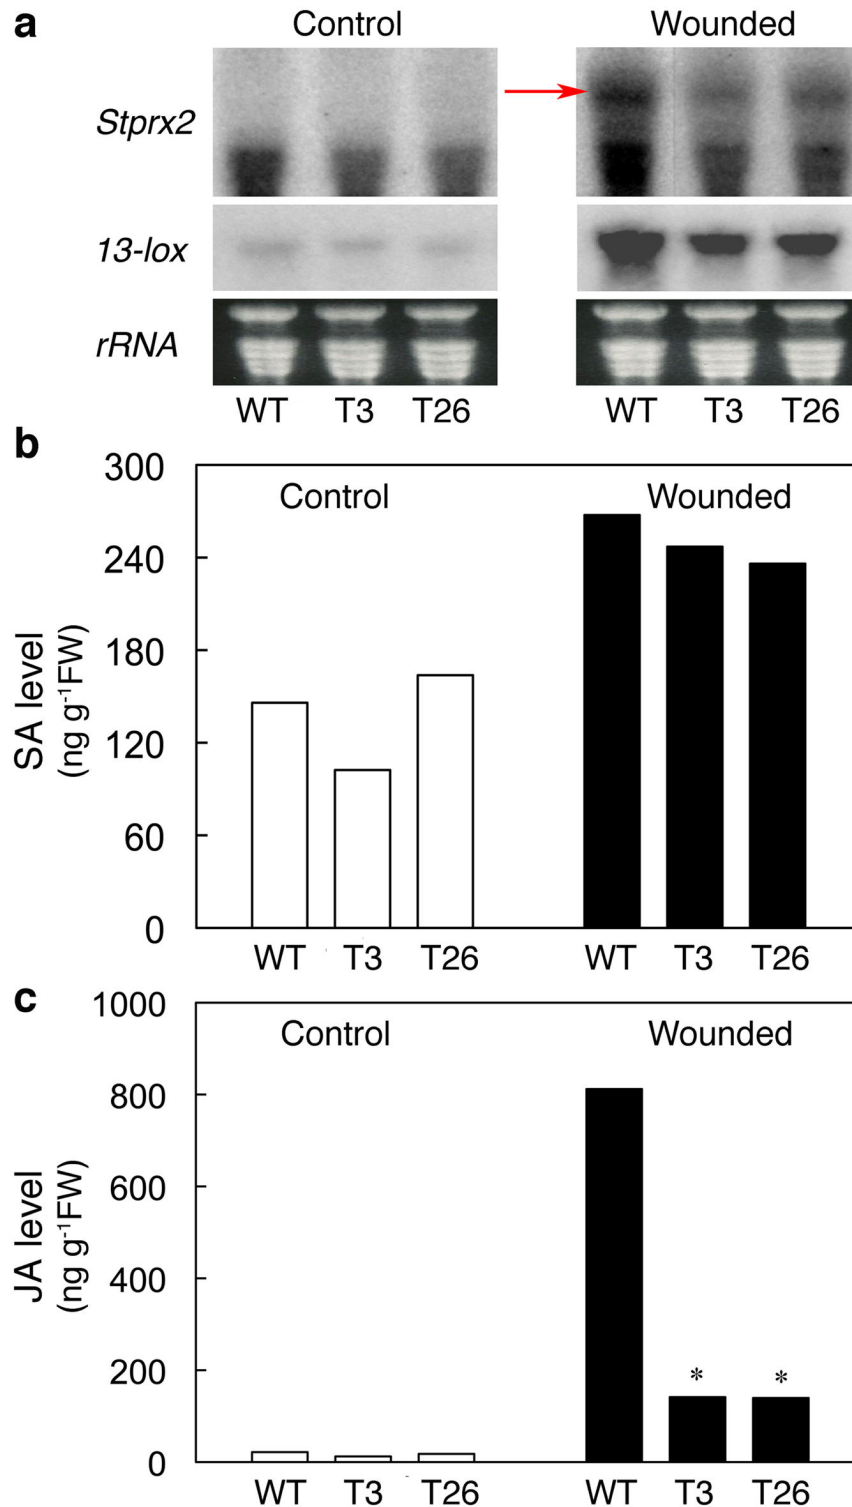 a
Control Wounded
Stprx2
13-lox
rRNA
WT T3 T26 WT T3 T26
b
300
Control Wounded
240
180
120
60
0
SA level
(ng g⁻¹FW)
WT T3 T26 WT T3 T26
c
1000
Control Wounded
800
600
400
200
* *
0
JA level
(ng g⁻¹FW)
WT T3 T26 WT T3 T26